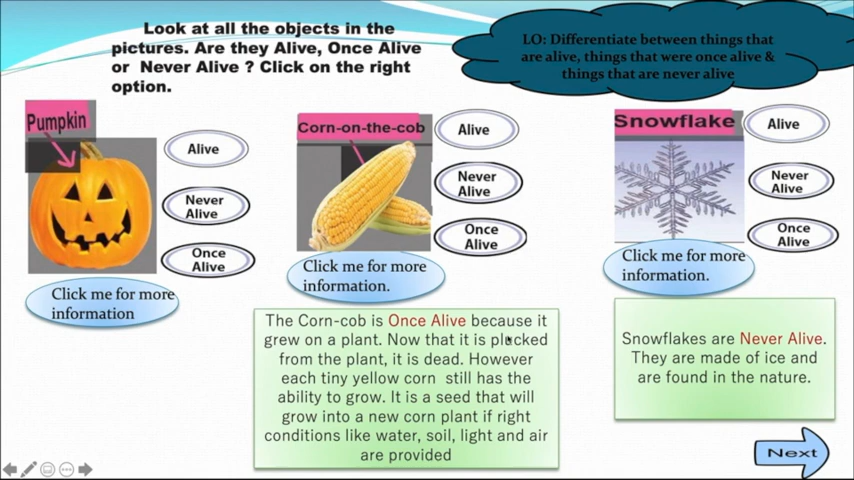 Look at all the objects in the
pictures. Are they Alive, Once Alive
or Never Alive ? Click on the right
option.
LO: Differentiate between things that
are alive, things that were once alive &
things that are never alive
Pumpkin
Alive
Never
Alive
Once
Alive
Click me for more
information
Corn-on-the-cob
Alive
Never
Alive
Once
Alive
Click me for more
information.
The Corn-cob is Once Alive because it
grew on a plant. Now that it is plucked
from the plant, it is dead. However
each tiny yellow corn still has the
ability to grow. It is a seed that will
grow into a new corn plant if right
conditions like water, soil, light and air
are provided
Snowflake
Alive
Never
Alive
Once
Alive
Click me for more
information.
Snowflakes are Never Alive.
They are made of ice and
are found in the nature.
Next